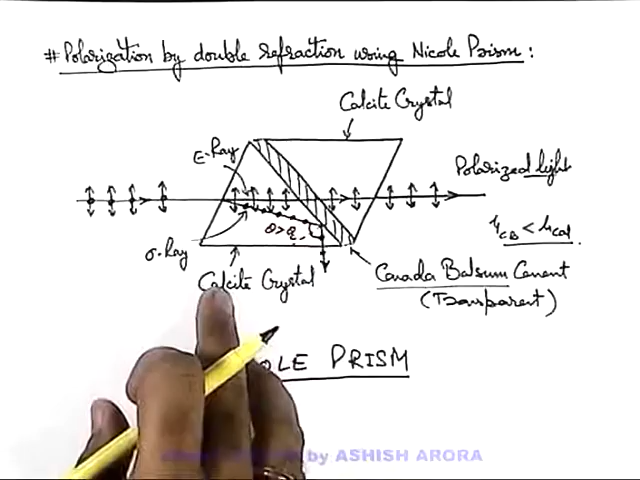 # Polarization by double refraction using Nicole Prism :
Calcite Crystal
E-Ray
Polarized light
θ>θc
μCB < μCal.
o-Ray
Calcite Crystal
Canada Balsum Cement
(Transparent)
OLE PRISM
by ASHISH ARORA